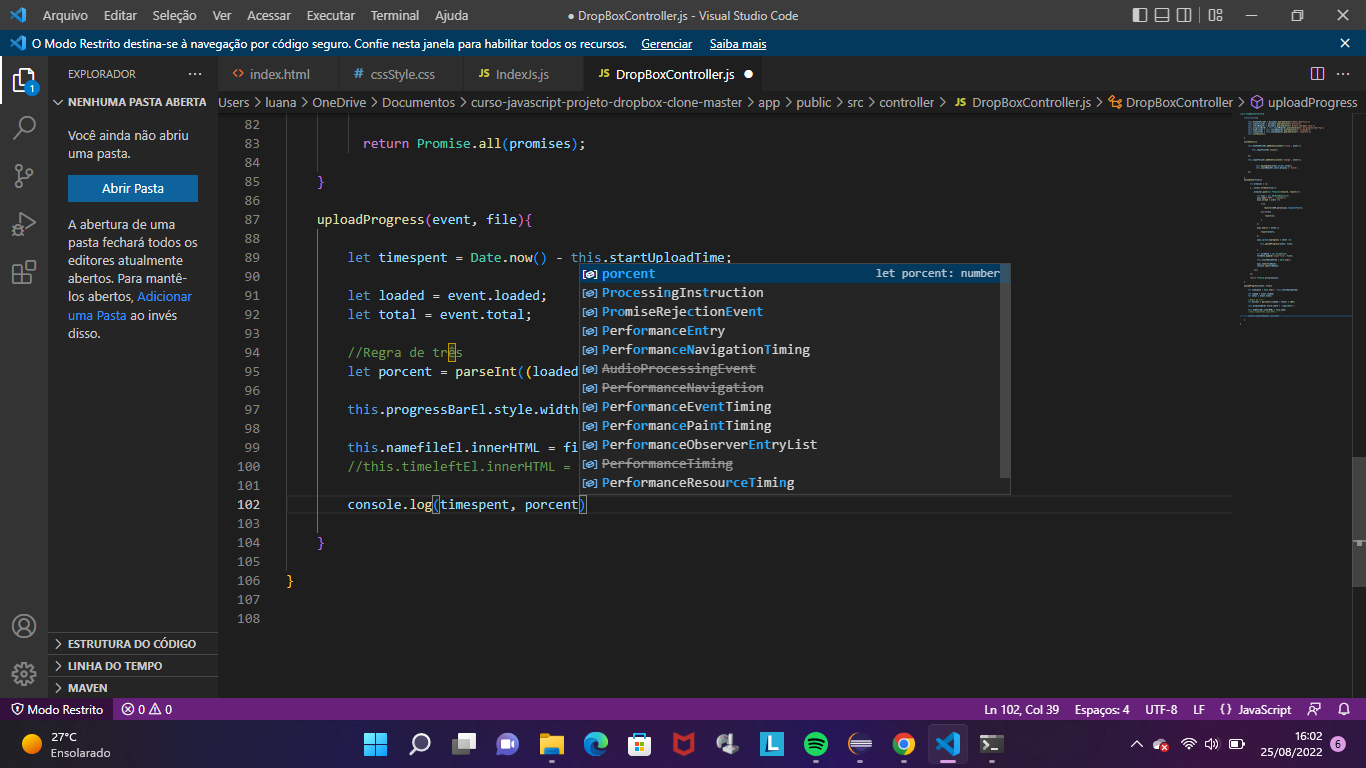 Arquivo Editar Seleção Ver Acessar Executar Terminal Ajuda
● DropBoxController.js - Visual Studio Code
O Modo Restrito destina-se à navegação por código seguro. Confie nesta janela para habilitar todos os recursos. Gerenciar Saiba mais
EXPLORADOR
index.html
# cssStyle.css
JS IndexJs.js
JS DropBoxController.js ●
NENHUMA PASTA ABERTA
Users > luana > OneDrive > Documentos > curso-javascript-projeto-dropbox-clone-master > app > public > src > controller > JS DropBoxController.js > DropBoxController > uploadProgress
1
Você ainda não abriu
uma pasta.
Abrir Pasta
A abertura de uma
pasta fechará todos os
editores atualmente
abertos. Para mantê-
los abertos, Adicionar
uma Pasta ao invés
disso.
ESTRUTURA DO CÓDIGO
LINHA DO TEMPO
MAVEN
82
83 return Promise.all(promises);
84
85 }
86
87 uploadProgress(event, file){
88
89 let timespent = Date.now() - this.startUploadTime;
90
91 let loaded = event.loaded;
92 let total = event.total;
93
94 //Regra de três
95 let porcent = parseInt((loaded
96
97 this.progressBarEl.style.width
98
99 this.namefileEl.innerHTML = fi
100 //this.timeleftEl.innerHTML =
101
102 console.log(timespent, porcent)
103
104 }
105
106 }
107
108
porcent let porcent: number
ProcessingInstruction
PromiseRejectionEvent
PerformanceEntry
PerformanceNavigationTiming
AudioProcessingEvent
PerformanceNavigation
PerformanceEventTiming
PerformancePaintTiming
PerformanceObserverEntryList
PerformanceTiming
PerformanceResourceTiming
Modo Restrito 0 0
Ln 102, Col 39 Espaços: 4 UTF-8 LF {} JavaScript
27°C
Ensolarado
16:02
25/08/2022
6